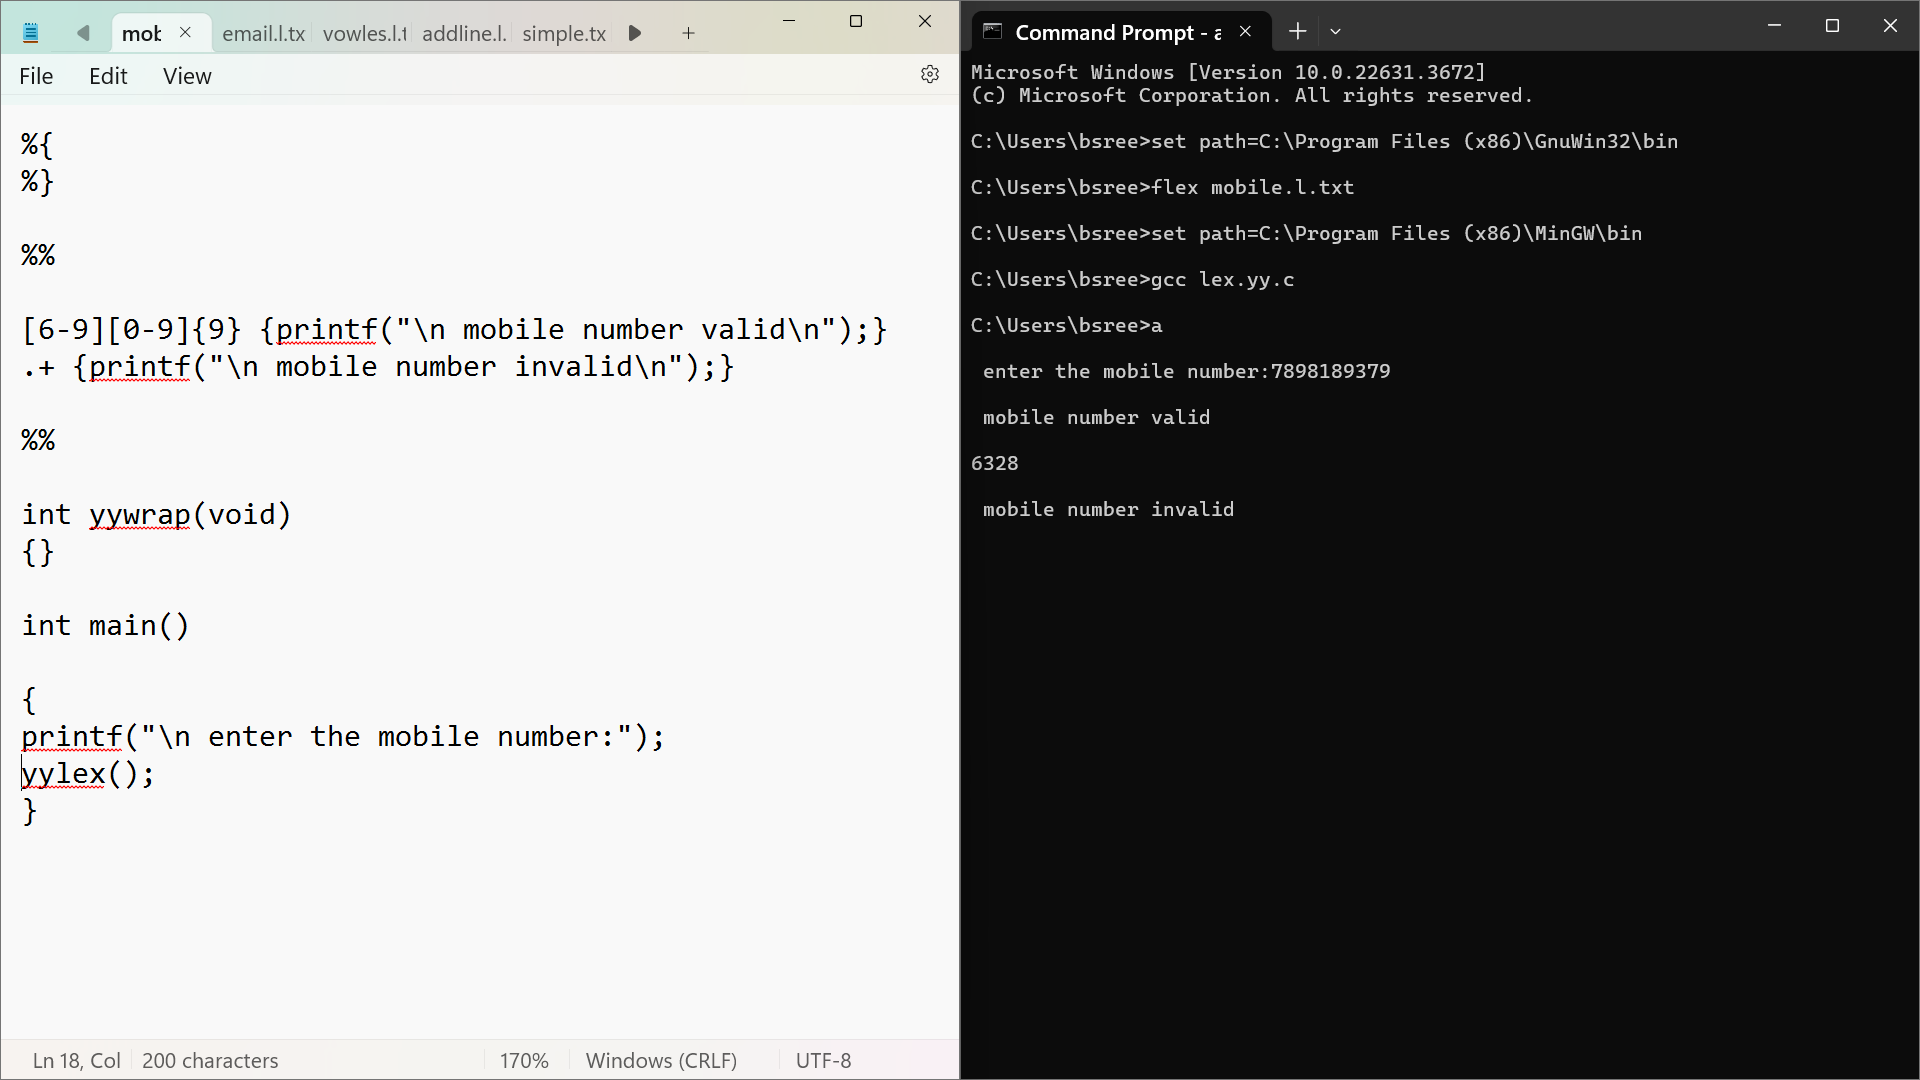 mob
email.l.tx
vowles.l.t
addline.l.
simple.tx
File Edit View
%{
%}
%%
[6-9][0-9]{9} {printf("\n mobile number valid\n");}
.+ {printf("\n mobile number invalid\n");}
%%
int yywrap(void)
{}
int main()
{
printf("\n enter the mobile number:");
yylex();
}
Ln 18, Col 200 characters 170% Windows (CRLF) UTF-8
Command Prompt - a
Microsoft Windows [Version 10.0.22631.3672]
(c) Microsoft Corporation. All rights reserved.
C:\Users\bsree>set path=C:\Program Files (x86)\GnuWin32\bin
C:\Users\bsree>flex mobile.l.txt
C:\Users\bsree>set path=C:\Program Files (x86)\MinGW\bin
C:\Users\bsree>gcc lex.yy.c
C:\Users\bsree>a
enter the mobile number:7898189379
mobile number valid
6328
mobile number invalid